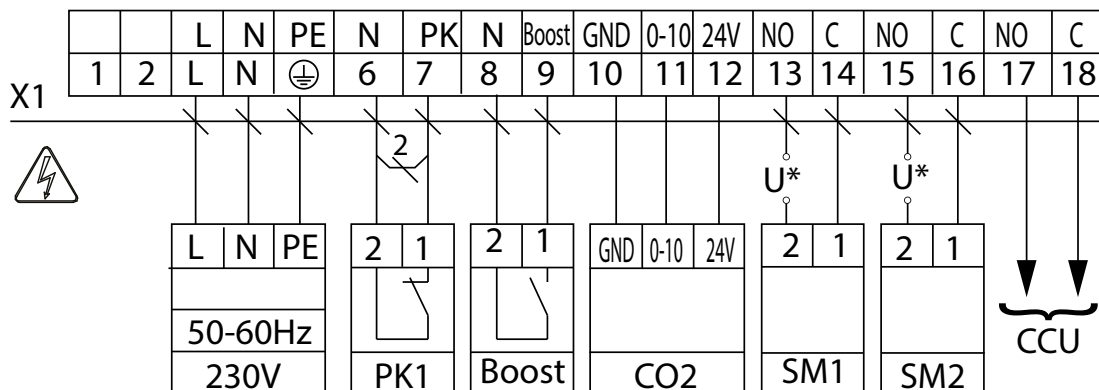 L N PE N PK N Boost GND 0-10 24V NO C NO C NO C
1 2 L N 6 7 8 9 10 11 12 13 14 15 16 17 18
X1
2
U* U*
L N PE 2 1 2 1 GND 0-10 24V 2 1 2 1
50-60Hz CCU
230V PK1 Boost CO2 SM1 SM2